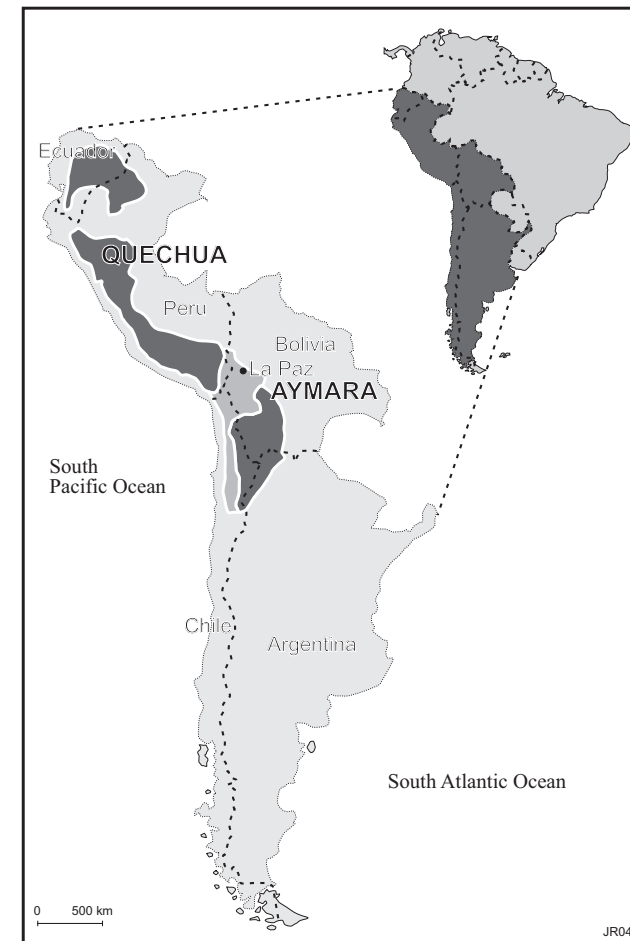 Ecuador
QUECHUA
Peru
Bolivia
La Paz
AYMARA
South
Pacific Ocean
Chile
Argentina
South Atlantic Ocean
0 500 km
JR04